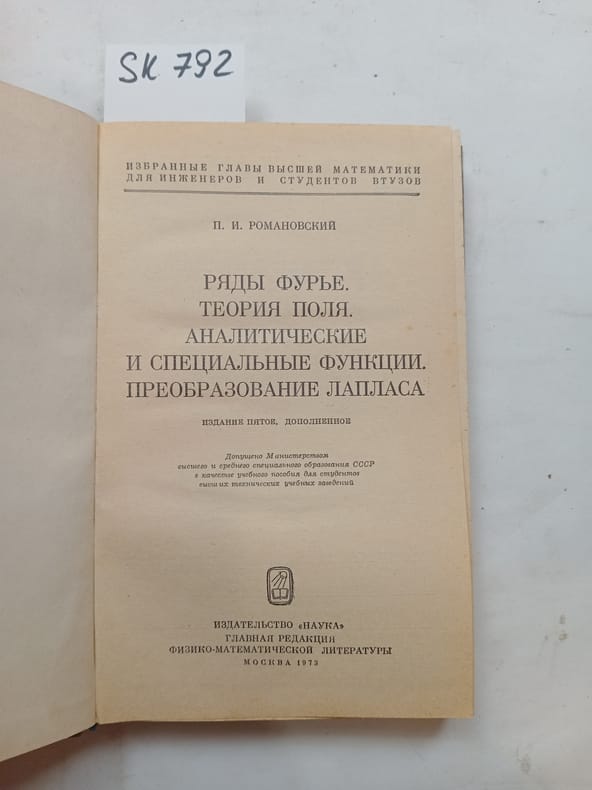 SK 792
ИЗБРАННЫЕ ГЛАВЫ ВЫСШЕЙ МАТЕМАТИКИ
ДЛЯ ИНЖЕНЕРОВ И СТУДЕНТОВ ВТУЗОВ
П. И. РОМАНОВСКИЙ
РЯДЫ ФУРЬЕ.
ТЕОРИЯ ПОЛЯ.
АНАЛИТИЧЕСКИЕ
И СПЕЦИАЛЬНЫЕ ФУНКЦИИ.
ПРЕОБРАЗОВАНИЕ ЛАПЛАСА
ИЗДАНИЕ ПЯТОЕ, ДОПОЛНЕННОЕ
Допущено Министерством
высшего и среднего специального образования СССР
в качестве учебного пособия для студентов
высших технических учебных заведений
ИЗДАТЕЛЬСТВО «НАУКА»
ГЛАВНАЯ РЕДАКЦИЯ
ФИЗИКО-МАТЕМАТИЧЕСКОЙ ЛИТЕРАТУРЫ
МОСКВА 1973